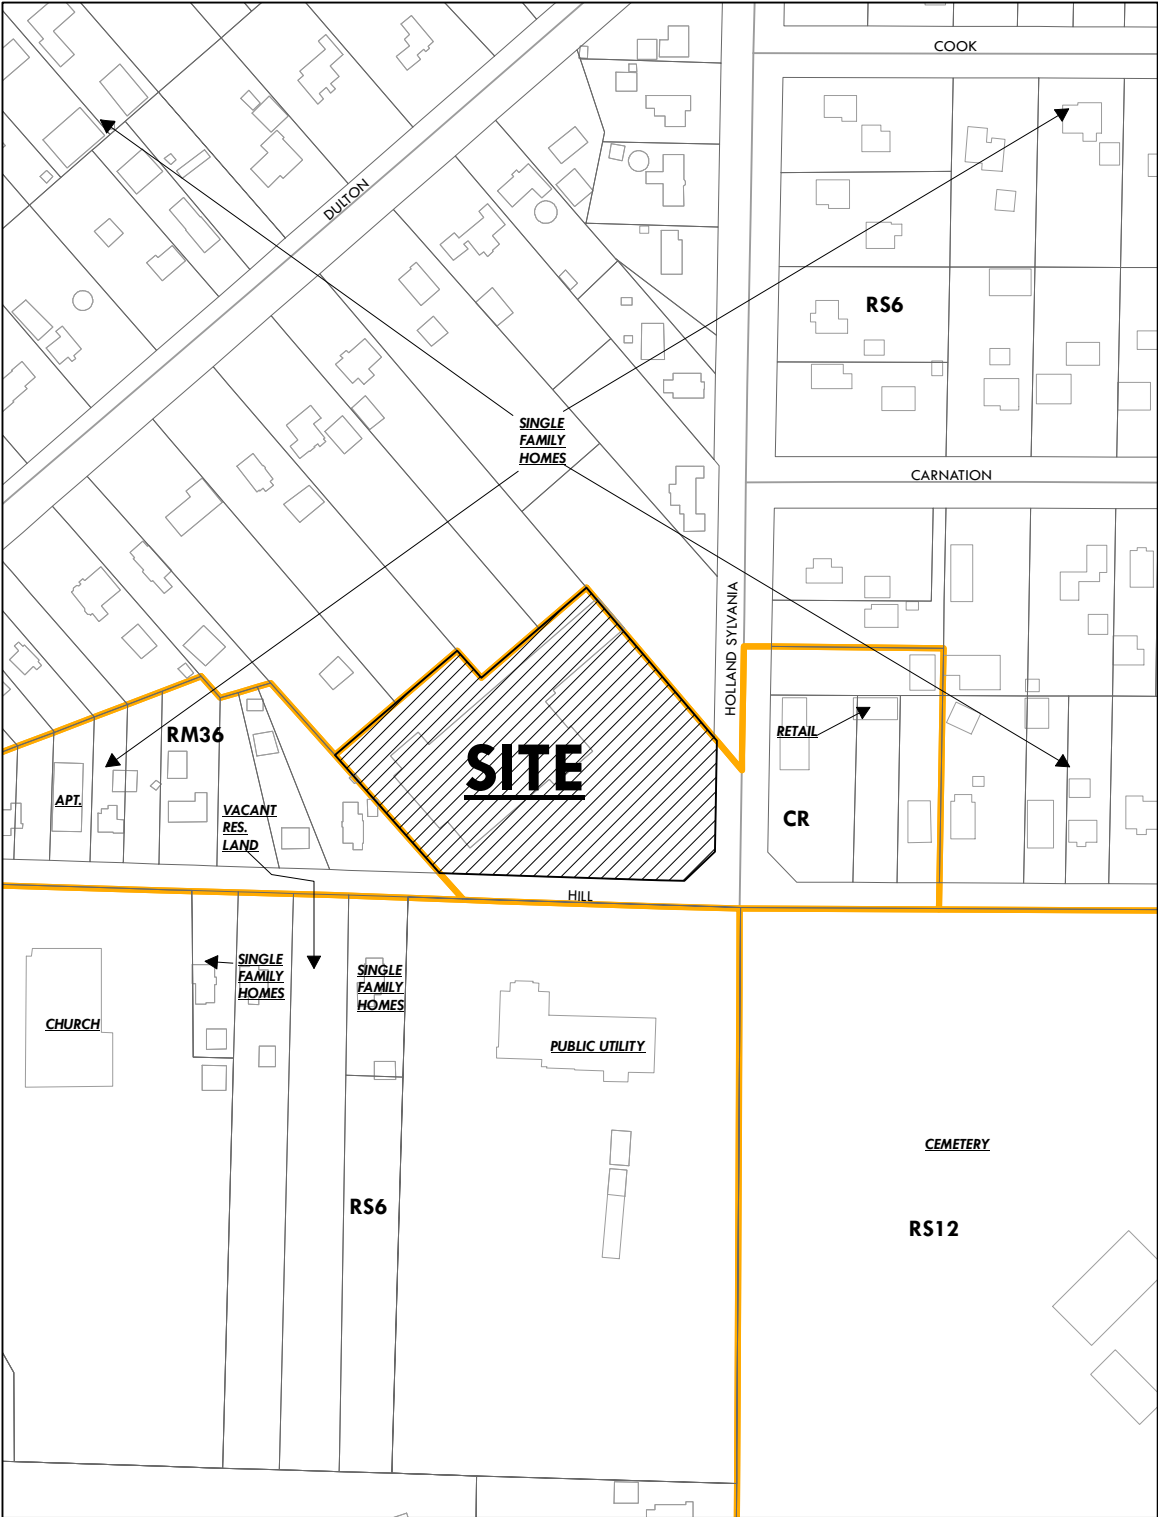 COOK
DULTON
RS6
SINGLE
FAMILY
HOMES
CARNATION
HOLLAND SYLVANIA
RM36
RETAIL
SITE
APT.
VACANT
RES.
LAND
CR
HILL
SINGLE
FAMILY
HOMES
SINGLE
FAMILY
HOMES
CHURCH
PUBLIC UTILITY
CEMETERY
RS6
RS12